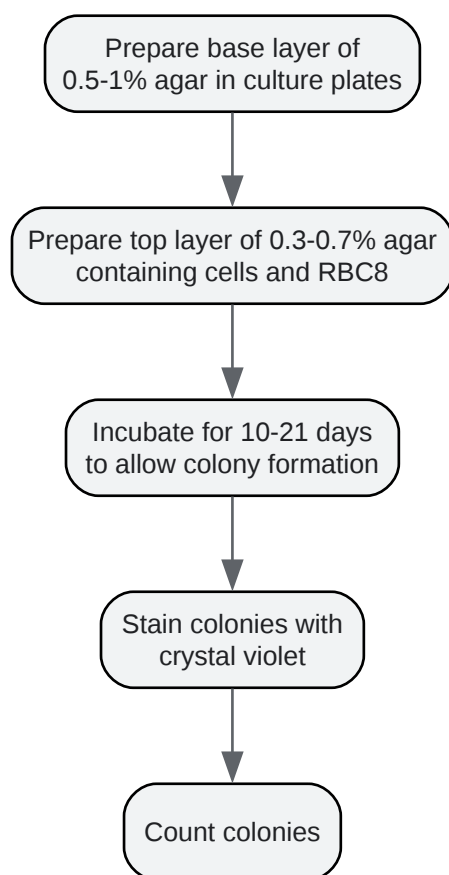 Prepare base layer of
0.5-1% agar in culture plates
Prepare top layer of 0.3-0.7% agar
containing cells and RBC8
Incubate for 10-21 days
to allow colony formation
Stain colonies with
crystal violet
Count colonies